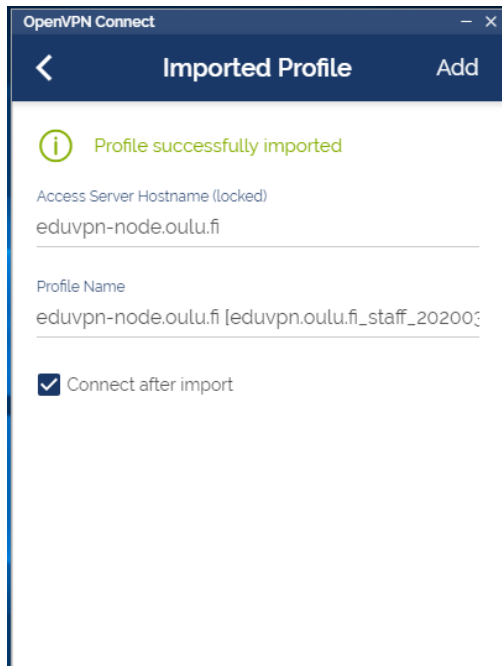 OpenVPN Connect
Imported Profile Add
Profile successfully imported
Access Server Hostname (locked)
eduvpn-node.oulu.fi
Profile Name
eduvpn-node.oulu.fi [eduvpn.oulu.fi_staff_202003
Connect after import